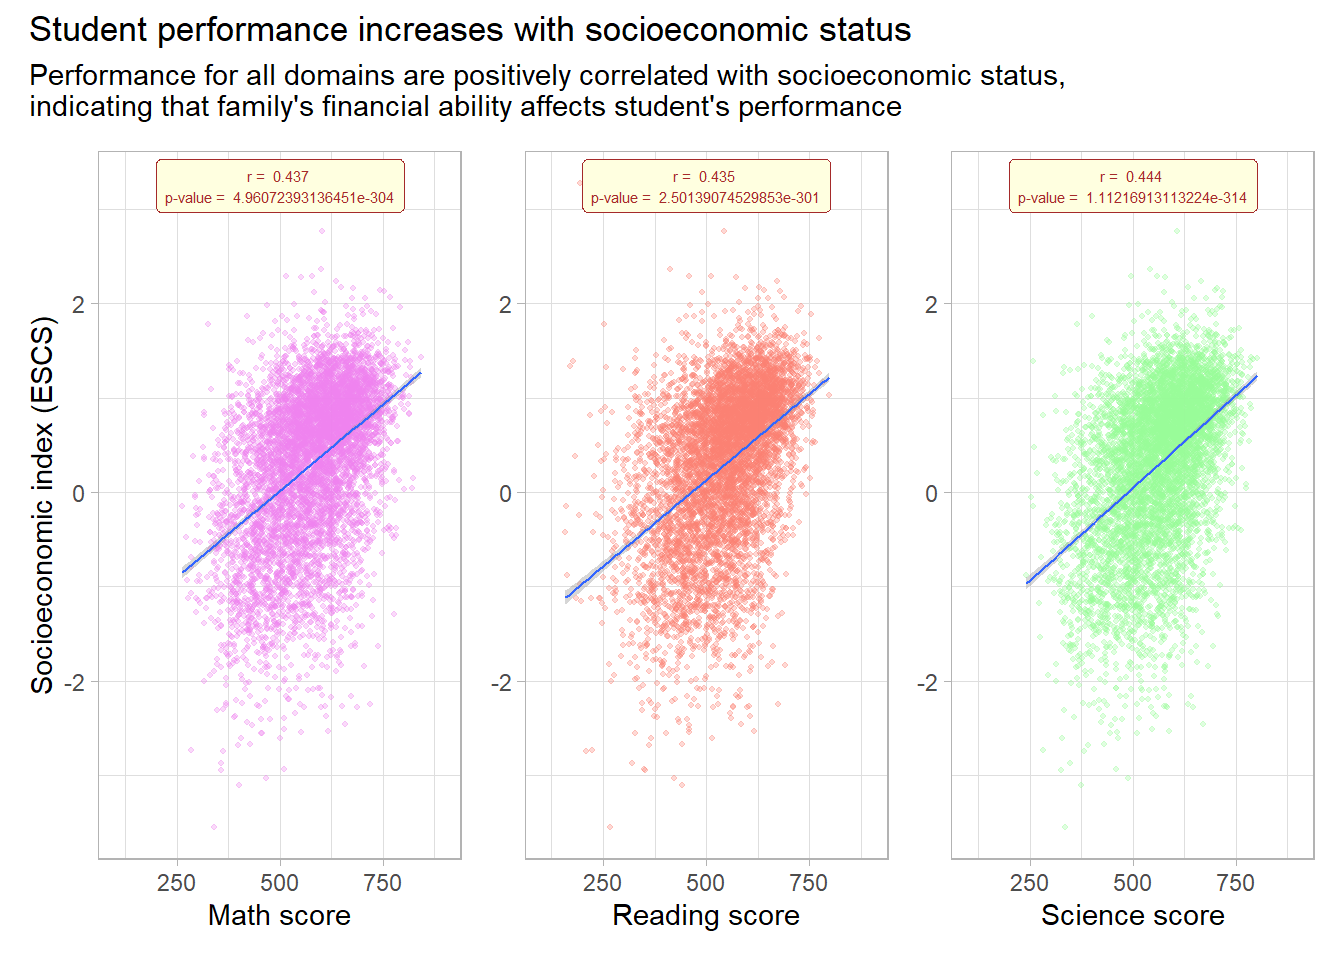 Student performance increases with socioeconomic status
Performance for all domains are positively correlated with socioeconomic status,
indicating that family's financial ability affects student's performance
Socioeconomic index (ESCS)
r = 0.437
p-value = 4.96072393136451e-304
2
0
-2
250 500 750
Math score
r = 0.435
p-value = 2.50139074529853e-301
2
0
-2
250 500 750
Reading score
r = 0.444
p-value = 1.11216913113224e-314
2
0
-2
250 500 750
Science score